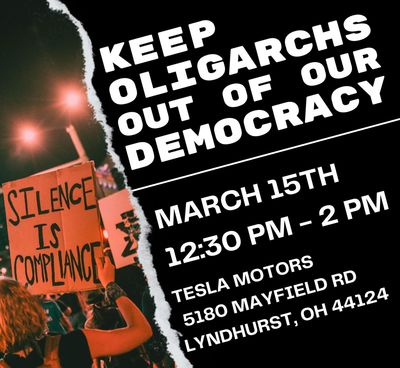 KEEP
OLIGARCHS
OUT OF OUR
DEMOCRACY
MARCH 15TH
12:30 PM - 2 PM
TESLA MOTORS
5180 MAYFIELD RD
LYNDHURST, OH 44124
SILENCE
IS
COMPLIANCE